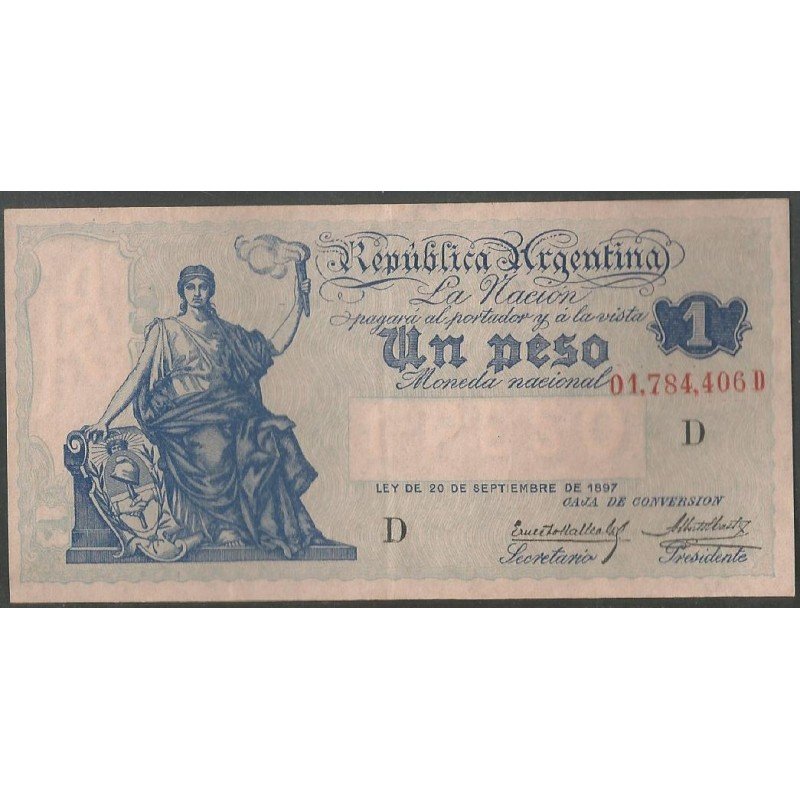 República Argentina
La Nación
pagará al portador y á la vista
Un peso
1
Moneda nacional
01,784,406 D
D
LEY DE 20 DE SEPTIEMBRE DE 1897
CAJA DE CONVERSION
D
Secretario
Presidente